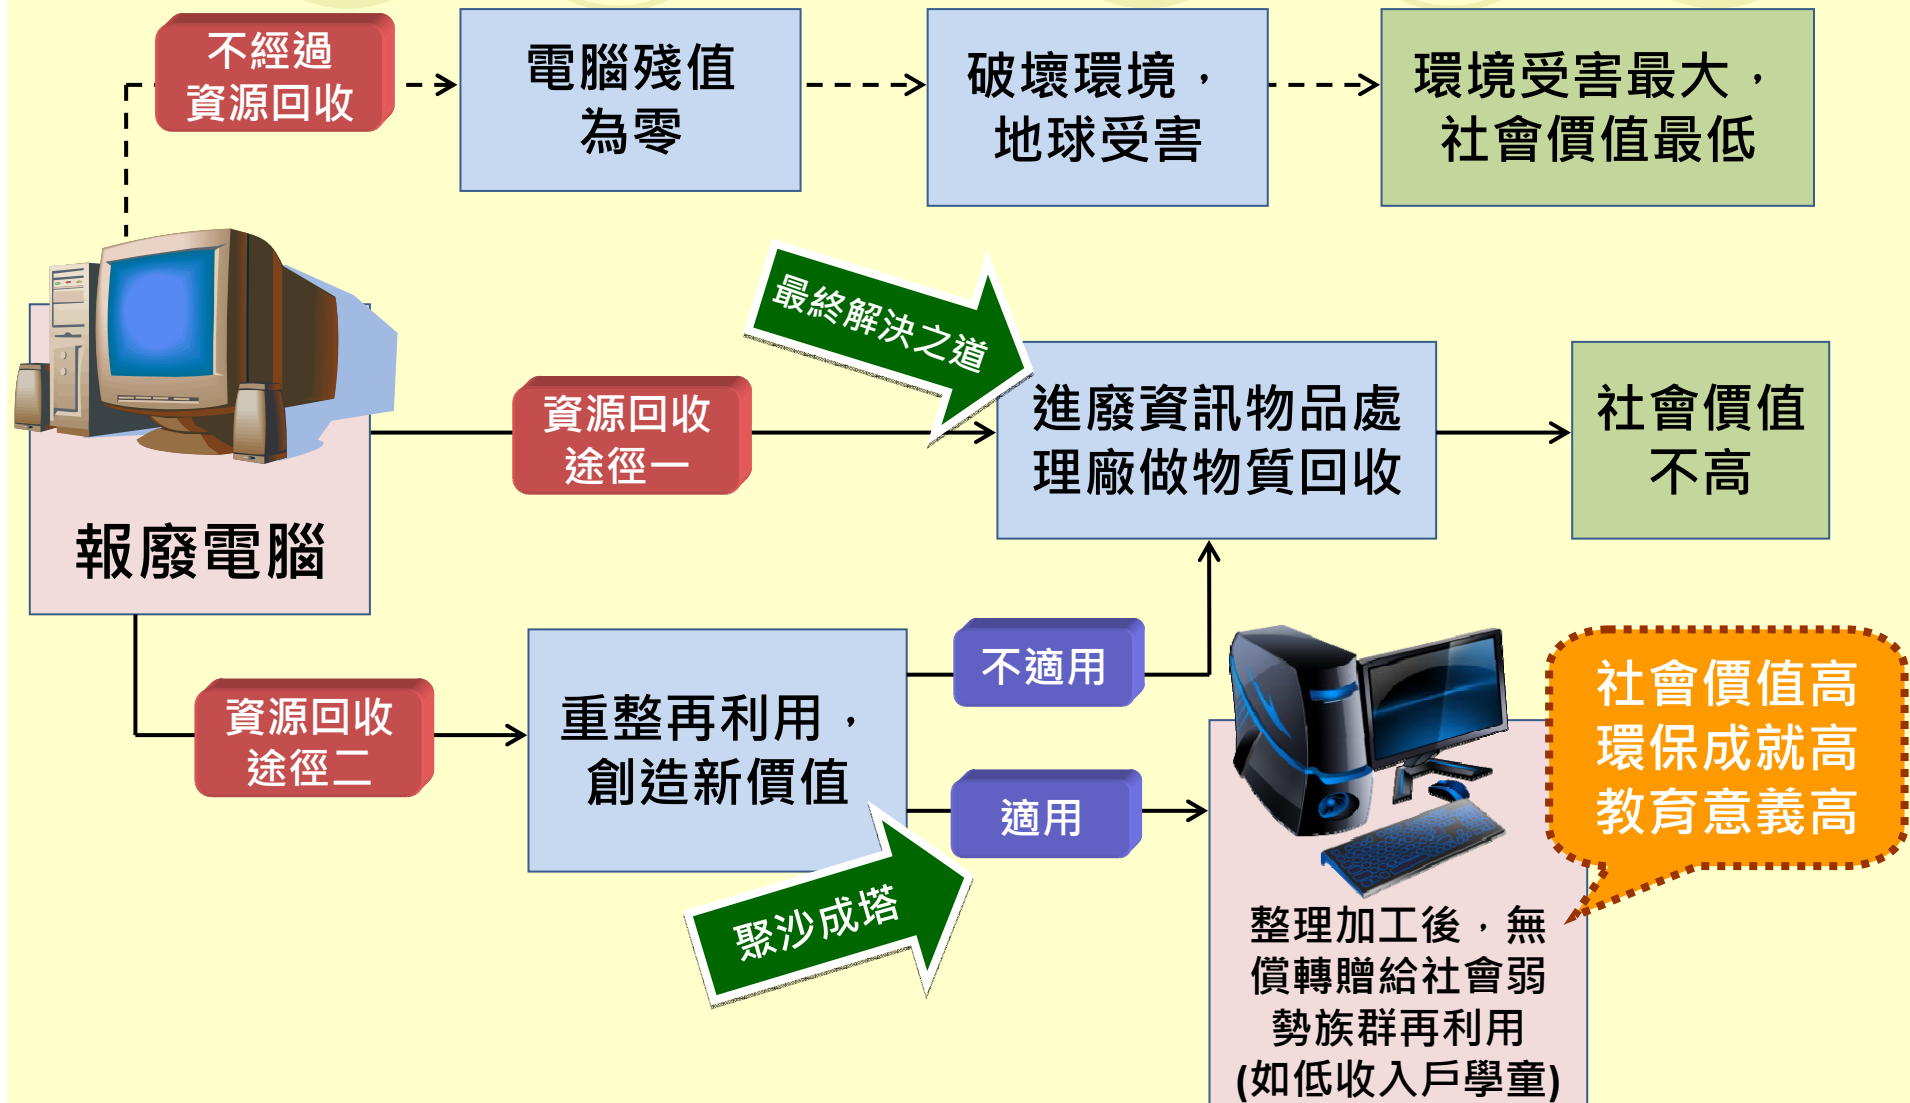 不經過
資源回收
電腦殘值
為零
破壞環境，
地球受害
環境受害最大，
社會價值最低
最終解決之道
報廢電腦
資源回收
途徑一
進廢資訊物品處
理廠做物質回收
社會價值
不高
資源回收
途徑二
重整再利用，
創造新價值
不適用
適用
聚沙成塔
社會價值高
環保成就高
教育意義高
整理加工後，無
償轉贈給社會弱
勢族群再利用
(如低收入戶學童)